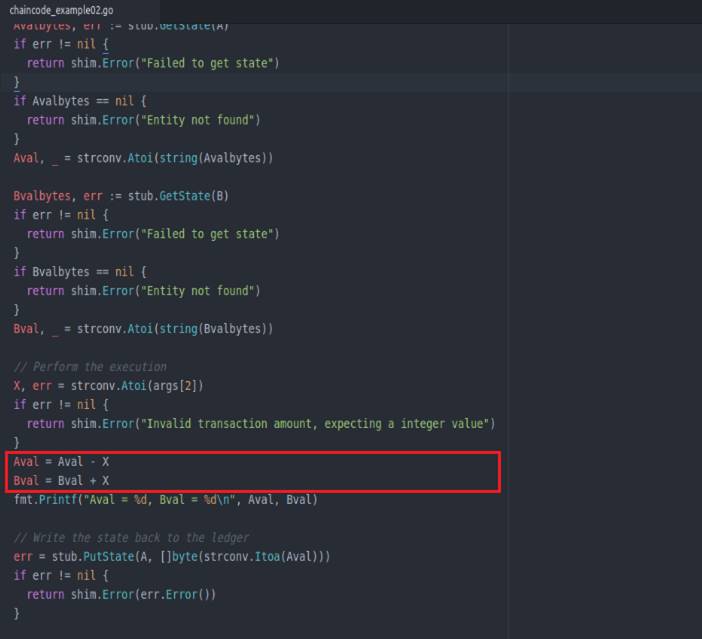 chaincode_example02.go
Avalbytes, err := stub.GetState(A)
if err != nil {
return shim.Error("Failed to get state")
}
if Avalbytes == nil {
return shim.Error("Entity not found")
}
Aval, _ = strconv.Atoi(string(Avalbytes))
Bvalbytes, err := stub.GetState(B)
if err != nil {
return shim.Error("Failed to get state")
}
if Bvalbytes == nil {
return shim.Error("Entity not found")
}
Bval, _ = strconv.Atoi(string(Bvalbytes))
// Perform the execution
X, err = strconv.Atoi(args[2])
if err != nil {
return shim.Error("Invalid transaction amount, expecting a integer value")
}
Aval = Aval - X
Bval = Bval + X
fmt.Printf("Aval = %d, Bval = %d\n", Aval, Bval)
// Write the state back to the ledger
err = stub.PutState(A, []byte(strconv.Itoa(Aval)))
if err != nil {
return shim.Error(err.Error())
}